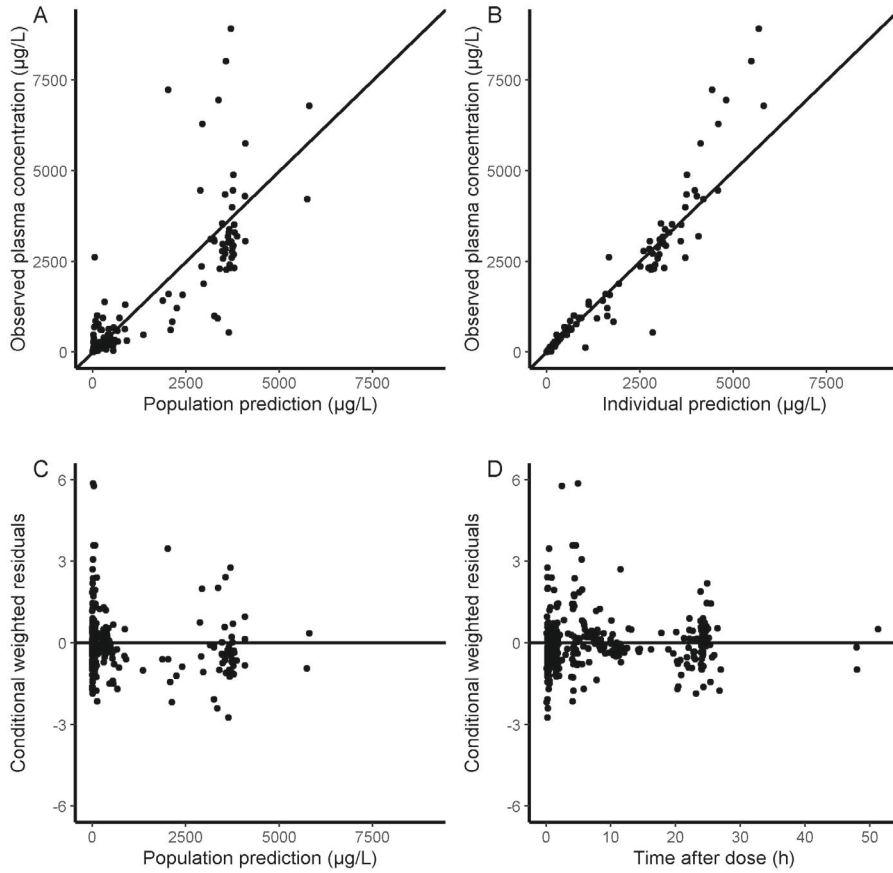 A
Observed plasma concentration (µg/L)
7500
5000
2500
0
0 2500 5000 7500
Population prediction (µg/L)
B
Observed plasma concentration (µg/L)
7500
5000
2500
0
0 2500 5000 7500
Individual prediction (µg/L)
C
Conditional weighted residuals
6
3
0
-3
-6
0 2500 5000 7500
Population prediction (µg/L)
D
Conditional weighted residuals
6
3
0
-3
-6
0 10 20 30 40 50
Time after dose (h)